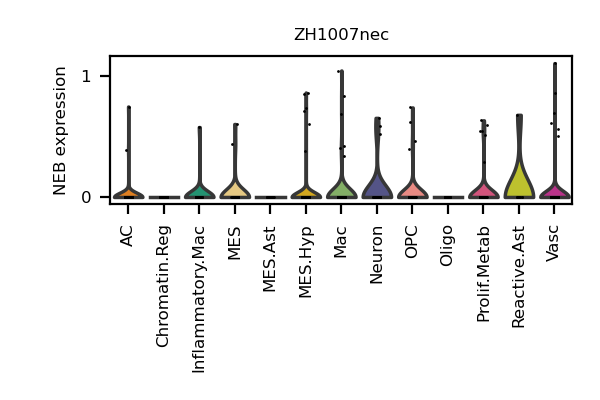 ZH1007nec
NEB expression
1
0
AC
Chromatin.Reg
Inflammatory.Mac
MES
MES.Ast
MES.Hyp
Mac
Neuron
OPC
Oligo
Prolif.Metab
Reactive.Ast
Vasc